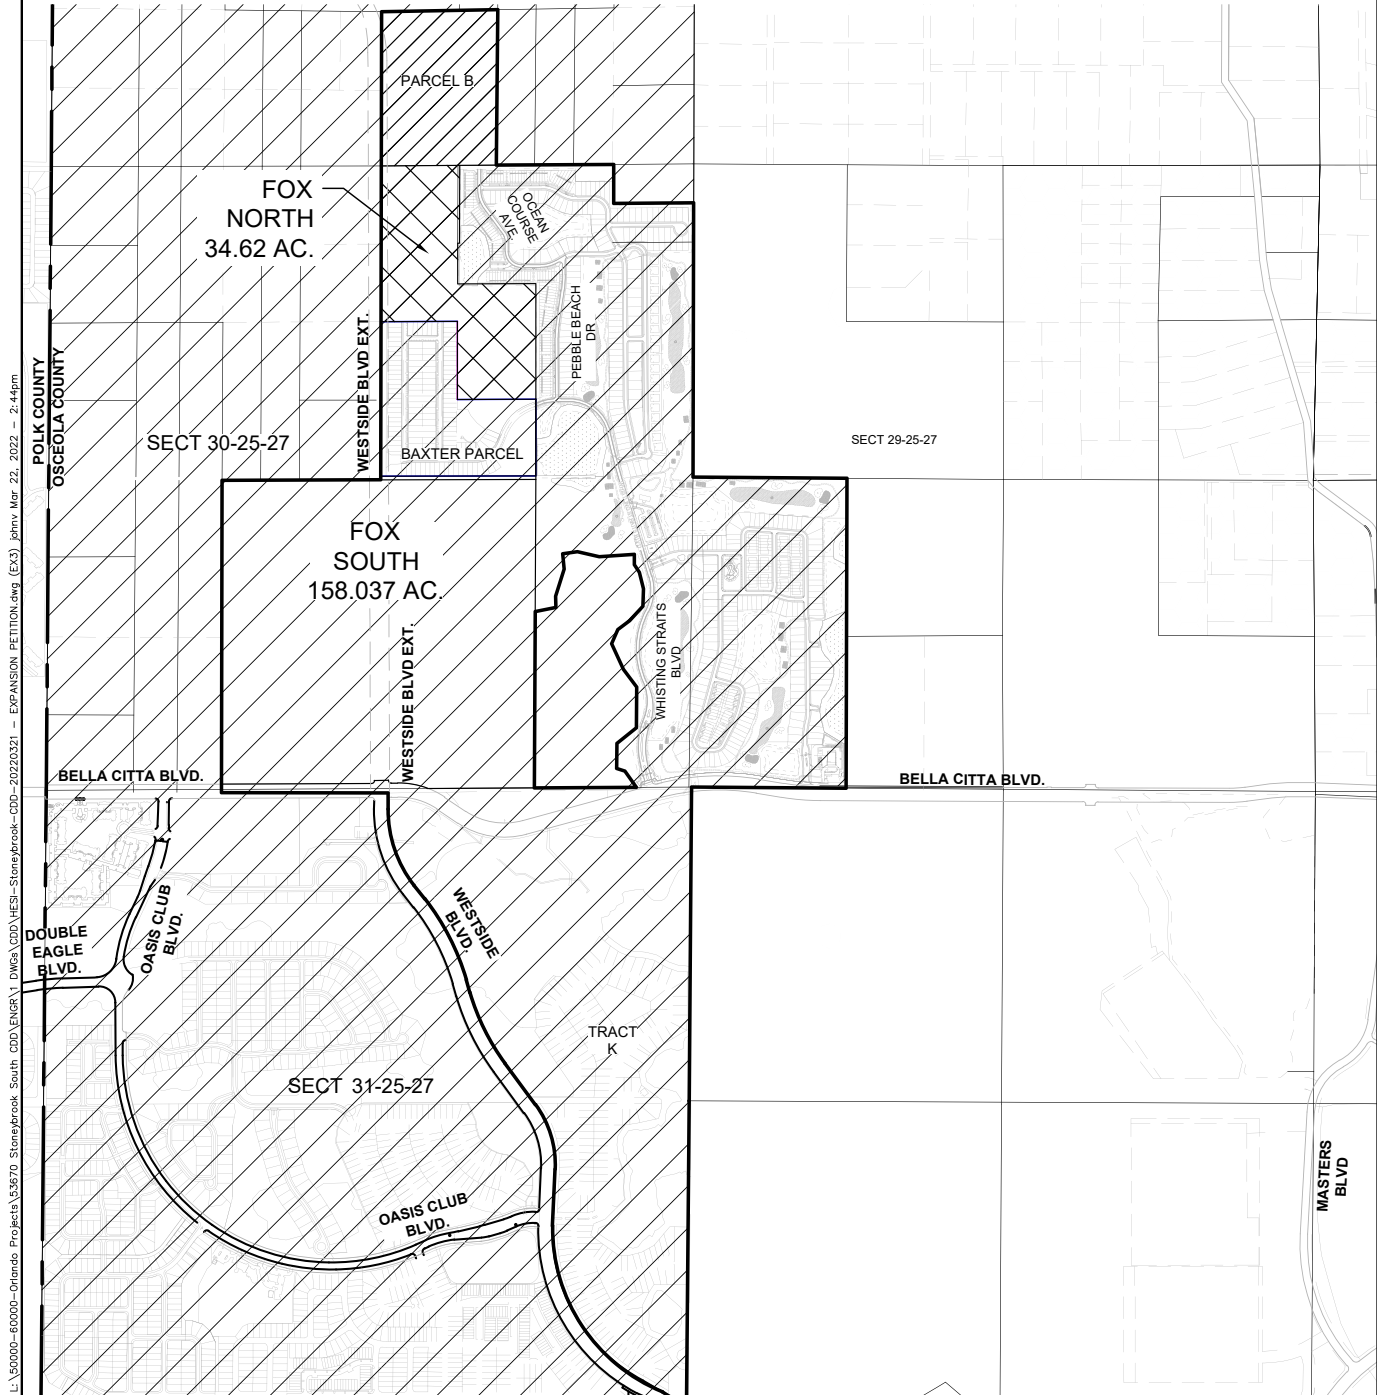 PARCEL B
FOX
NORTH
34.62 AC.
OCEAN
COURSE
AVE.
PEBBLE BEACH
DR
WESTSIDE BLVD EXT.
POLK COUNTY
OSCEOLA COUNTY
SECT 30-25-27
BAXTER PARCEL
SECT 29-25-27
FOX
SOUTH
158.037 AC.
WESTSIDE BLVD EXT.
WHISTING STRAITS
BLVD
BELLA CITTA BLVD.
BELLA CITTA BLVD.
DOUBLE
EAGLE
BLVD.
OASIS CLUB
BLVD.
WESTSIDE
BLVD.
TRACT
K
SECT 31-25-27
OASIS CLUB
BLVD.
MASTERS
BLVD
L:\50000-60000-Orlando Projects\53670 Stoneybrook South CDD\ENGR\1 DWGs\CDD\HESI-Stoneybrook-CDD-20220321 - EXPANSION PETITION.dwg (EX3) johnv Mar 22, 2022 - 2:44pm